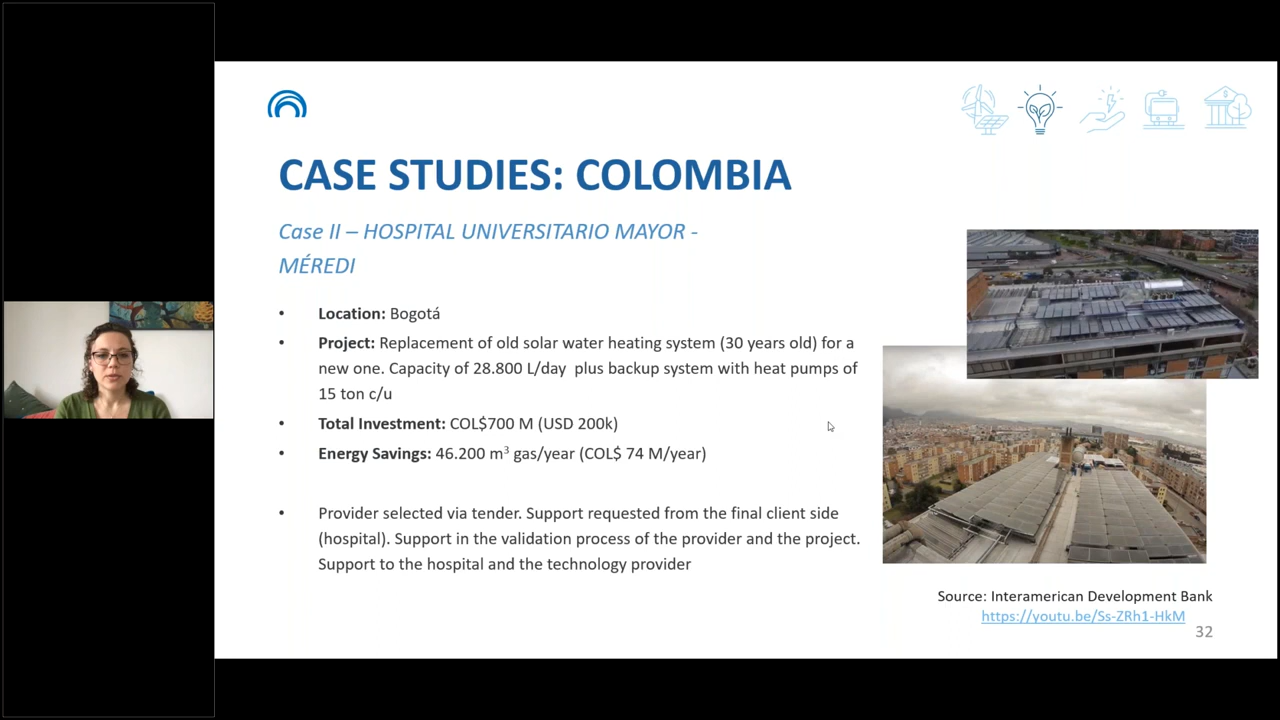 CASE STUDIES: COLOMBIA
Case II – HOSPITAL UNIVERSITARIO MAYOR -
MÉREDI
• Location: Bogotá
• Project: Replacement of old solar water heating system (30 years old) for a
new one. Capacity of 28.800 L/day plus backup system with heat pumps of
15 ton c/u
• Total Investment: COL$700 M (USD 200k)
• Energy Savings: 46.200 m³ gas/year (COL$ 74 M/year)
• Provider selected via tender. Support requested from the final client side
(hospital). Support in the validation process of the provider and the project.
Support to the hospital and the technology provider
Source: Interamerican Development Bank
https://youtu.be/Ss-ZRh1-HkM
32